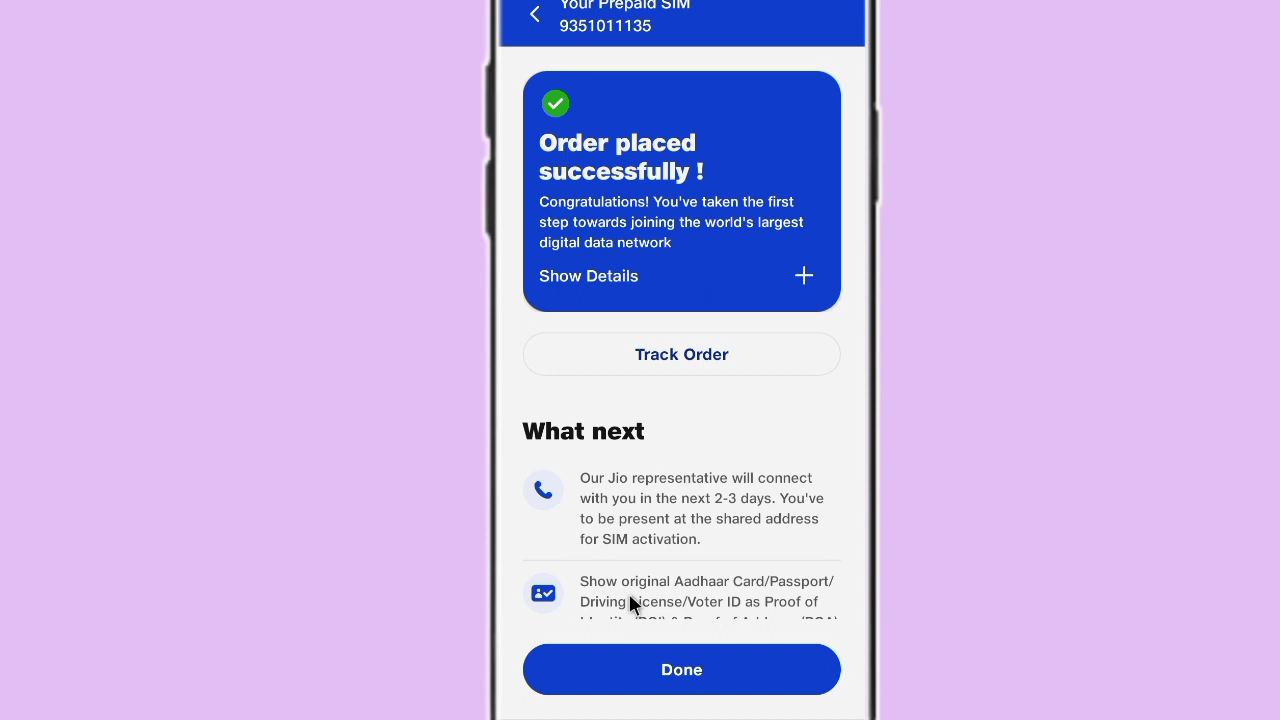 Your Prepaid SIM
9351011135
Order placed
successfully !
Congratulations! You've taken the first
step towards joining the world's largest
digital data network
Show Details
Track Order
What next
Our Jio representative will connect
with you in the next 2-3 days. You've
to be present at the shared address
for SIM activation.
Show original Aadhaar Card/Passport/
Driving License/Voter ID as Proof of
Done